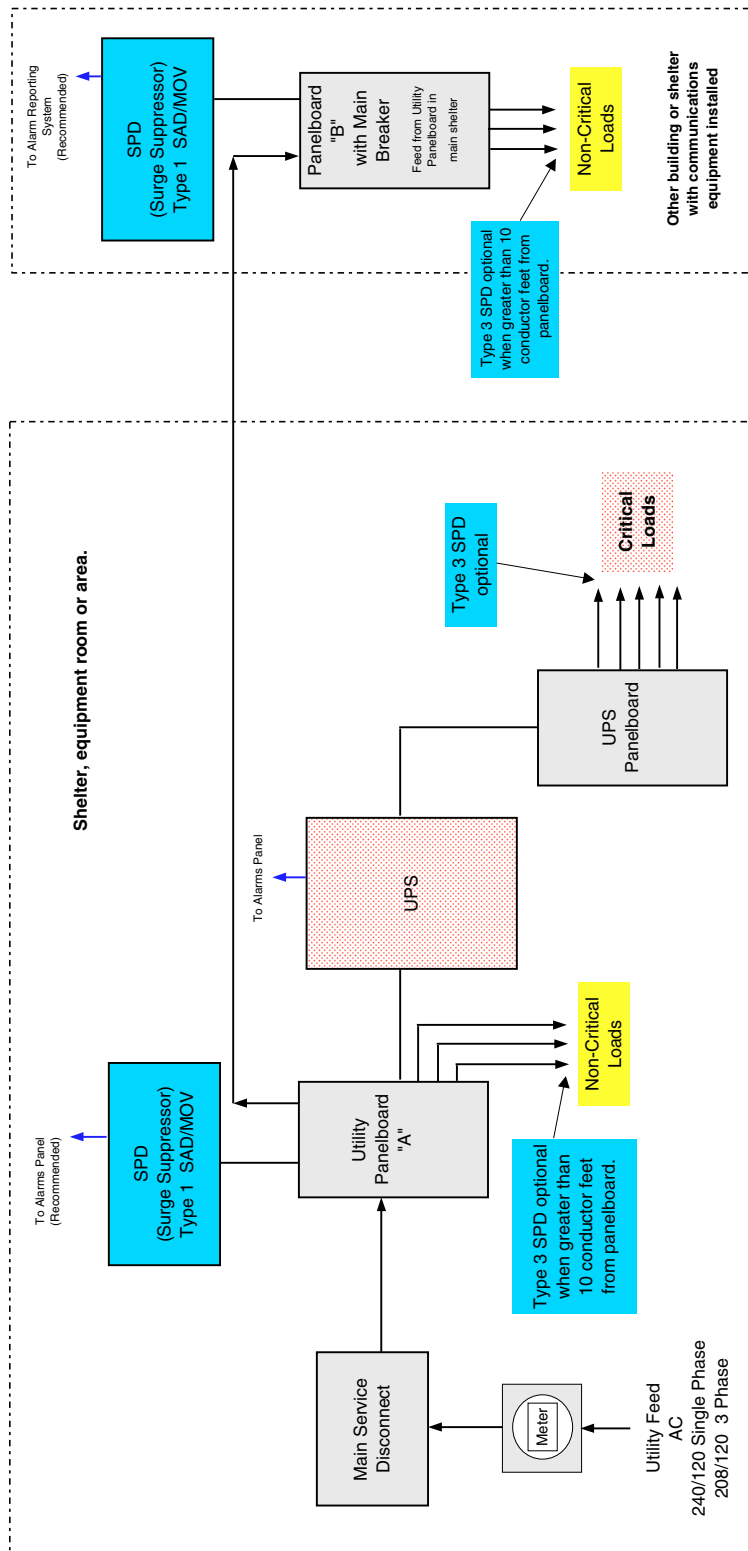 Shelter, equipment room or area.
To Alarms Panel
(Recommended)
SPD
(Surge Suppressor)
Type 1  SAD/MOV
Utility
Panelboard
"A"
Main Service
Disconnect
Meter
Utility Feed
AC
240/120 Single Phase
208/120  3 Phase
Type 3 SPD optional
when greater than
10 conductor feet
from panelboard.
Non-Critical
Loads
To Alarms Panel
UPS
UPS
Panelboard
Type 3 SPD
optional
Critical
Loads
To Alarm Reporting
System
(Recommended)
SPD
(Surge Suppressor)
Type 1  SAD/MOV
Panelboard
"B"
with Main
Breaker
Feed from Utility
Panelboard in
main shelter
Type 3 SPD optional
when greater than 10
conductor feet from
panelboard.
Non-Critical
Loads
Other building or shelter
with communications
equipment installed